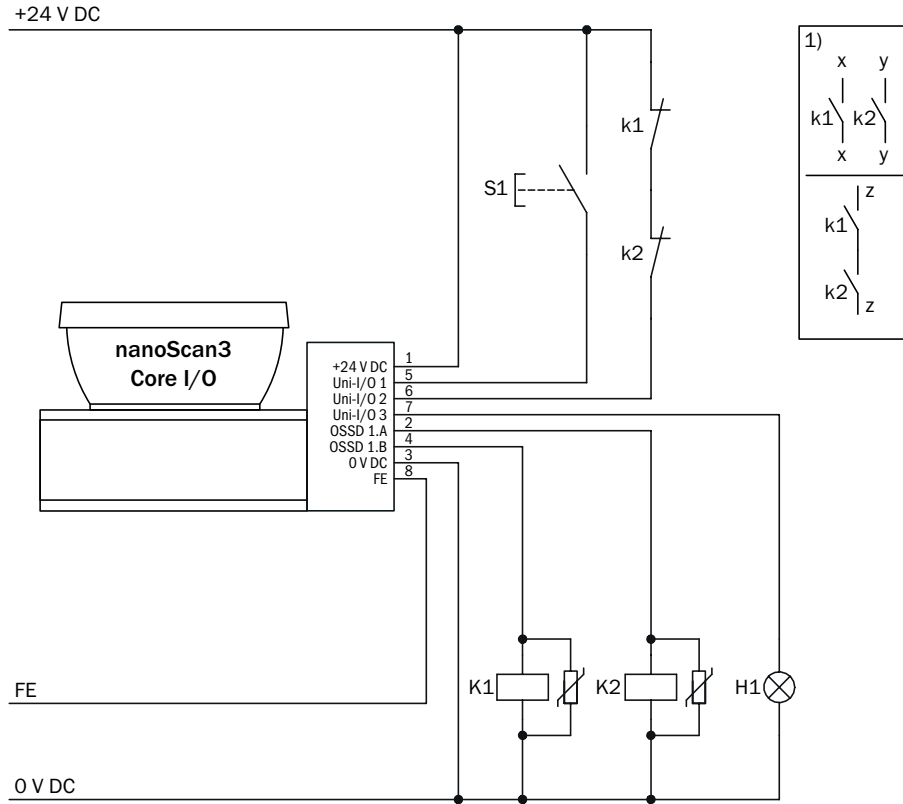 +24 V DC
1)
x y
k1 k2
x y
z
k1
k2
z
k1
S1
k2
nanoScan3
Core I/O
+24 V DC 1
Uni-I/O 1 5
Uni-I/O 2 6
Uni-I/O 3 7
OSSD 1.A 2
OSSD 1.B 4
0 V DC 3
FE 8
K1 K2 H1
FE
0 V DC